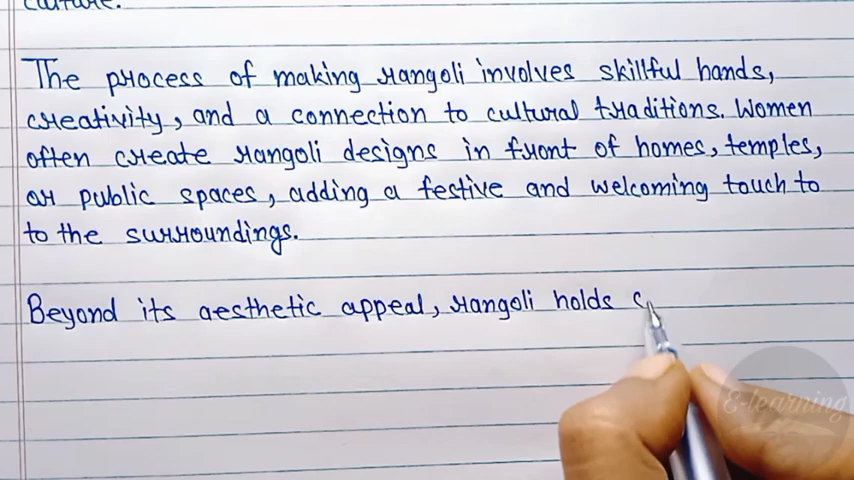 culture.
The process of making rangoli involves skillful hands,
creativity, and a connection to cultural traditions. Women
often create rangoli designs in front of homes, temples,
or public spaces, adding a festive and welcoming touch to
to the surroundings.
Beyond its aesthetic appeal, rangoli holds
E-learning